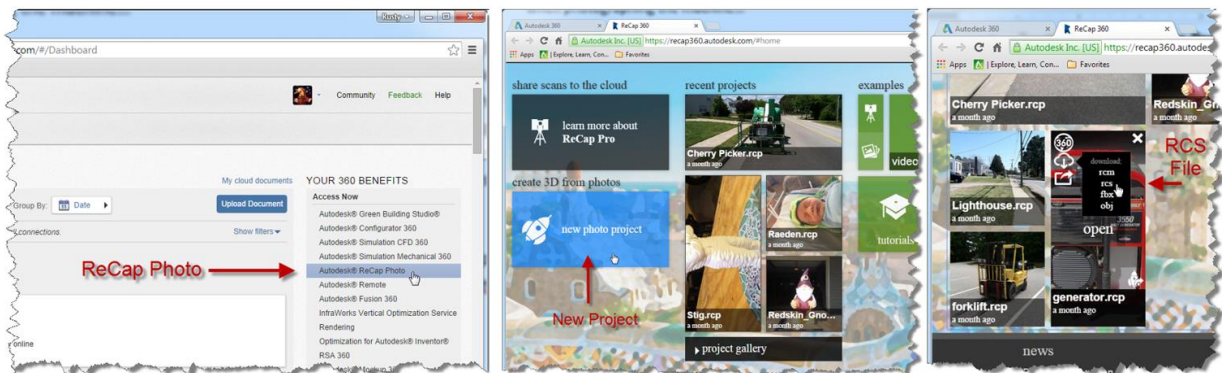 Rusty
.com/#/Dashboard
Community Feedback Help
My cloud documents
YOUR 360 BENEFITS
Access Now
Group By: Date
Upload Document
Autodesk® Green Building Studio®
Autodesk® Configurator 360
connections.
Show filters
Autodesk® Simulation CFD 360
Autodesk® Simulation Mechanical 360
ReCap Photo
Autodesk® ReCap Photo
Autodesk® Remote
Autodesk® Fusion 360
InfraWorks Vertical Optimization Service
Rendering
online
Optimization for Autodesk® Inventor®
RSA 360
Autodesk 360
ReCap 360
Autodesk Inc. [US] https://recap360.autodesk.com/#home
Apps | Explore, Learn, Con... Favorites
share scans to the cloud
recent projects
examples
learn more about
ReCap Pro
Cherry Picker.rcp
a month ago
video
create 3D from photos
new photo project
Raeden.rcp
a month ago
tutorials
New Project
Stig.rcp
a month ago
Redskin_Gno...
a month ago
project gallery
Autodesk 360
ReCap 360
Autodesk Inc. [US] https://recap360.autodes
Apps | Explore, Learn, Con... Favorites
Cherry Picker.rcp
a month ago
Redskin_Gn
a month ago
360
download:
rcm
rcs
fbx
obj
RCS
File
Lighthouse.rcp
a month ago
open
forklift.rcp
a month ago
generator.rcp
a month ago
news